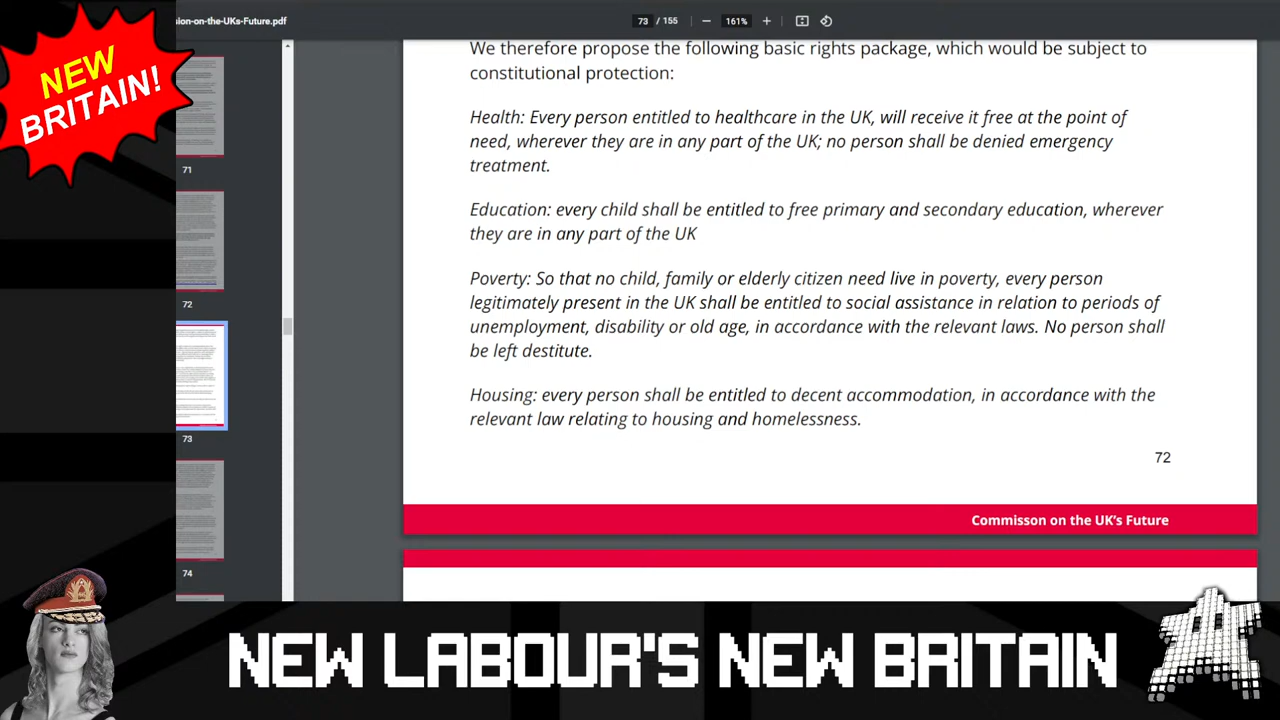 sion-on-the-UKs-Future.pdf
73 / 155
161%
NEW
BRITAIN!
71
72
73
74
We therefore propose the following basic rights package, which would be subject to
constitutional protection:
Health: Every person entitled to healthcare in the UK will receive it free at the point of
need, wherever they are in any part of the UK; no person shall be denied emergency
treatment.
Education: every child shall be entitled to free primary and secondary education, wherever
they are in any part of the UK
Poverty: so that no child, family or elderly citizen need live in poverty, every person
legitimately present in the UK shall be entitled to social assistance in relation to periods of
unemployment, disability and old age in accordance with the relevant laws. No person shall
be left destitute.
Housing: every person shall be entitled to decent accommodation, in accordance with the
relevant law relating to housing and homelessness.
72
Commisson on the UK's Future
NEW LABOUR'S NEW BRITAIN